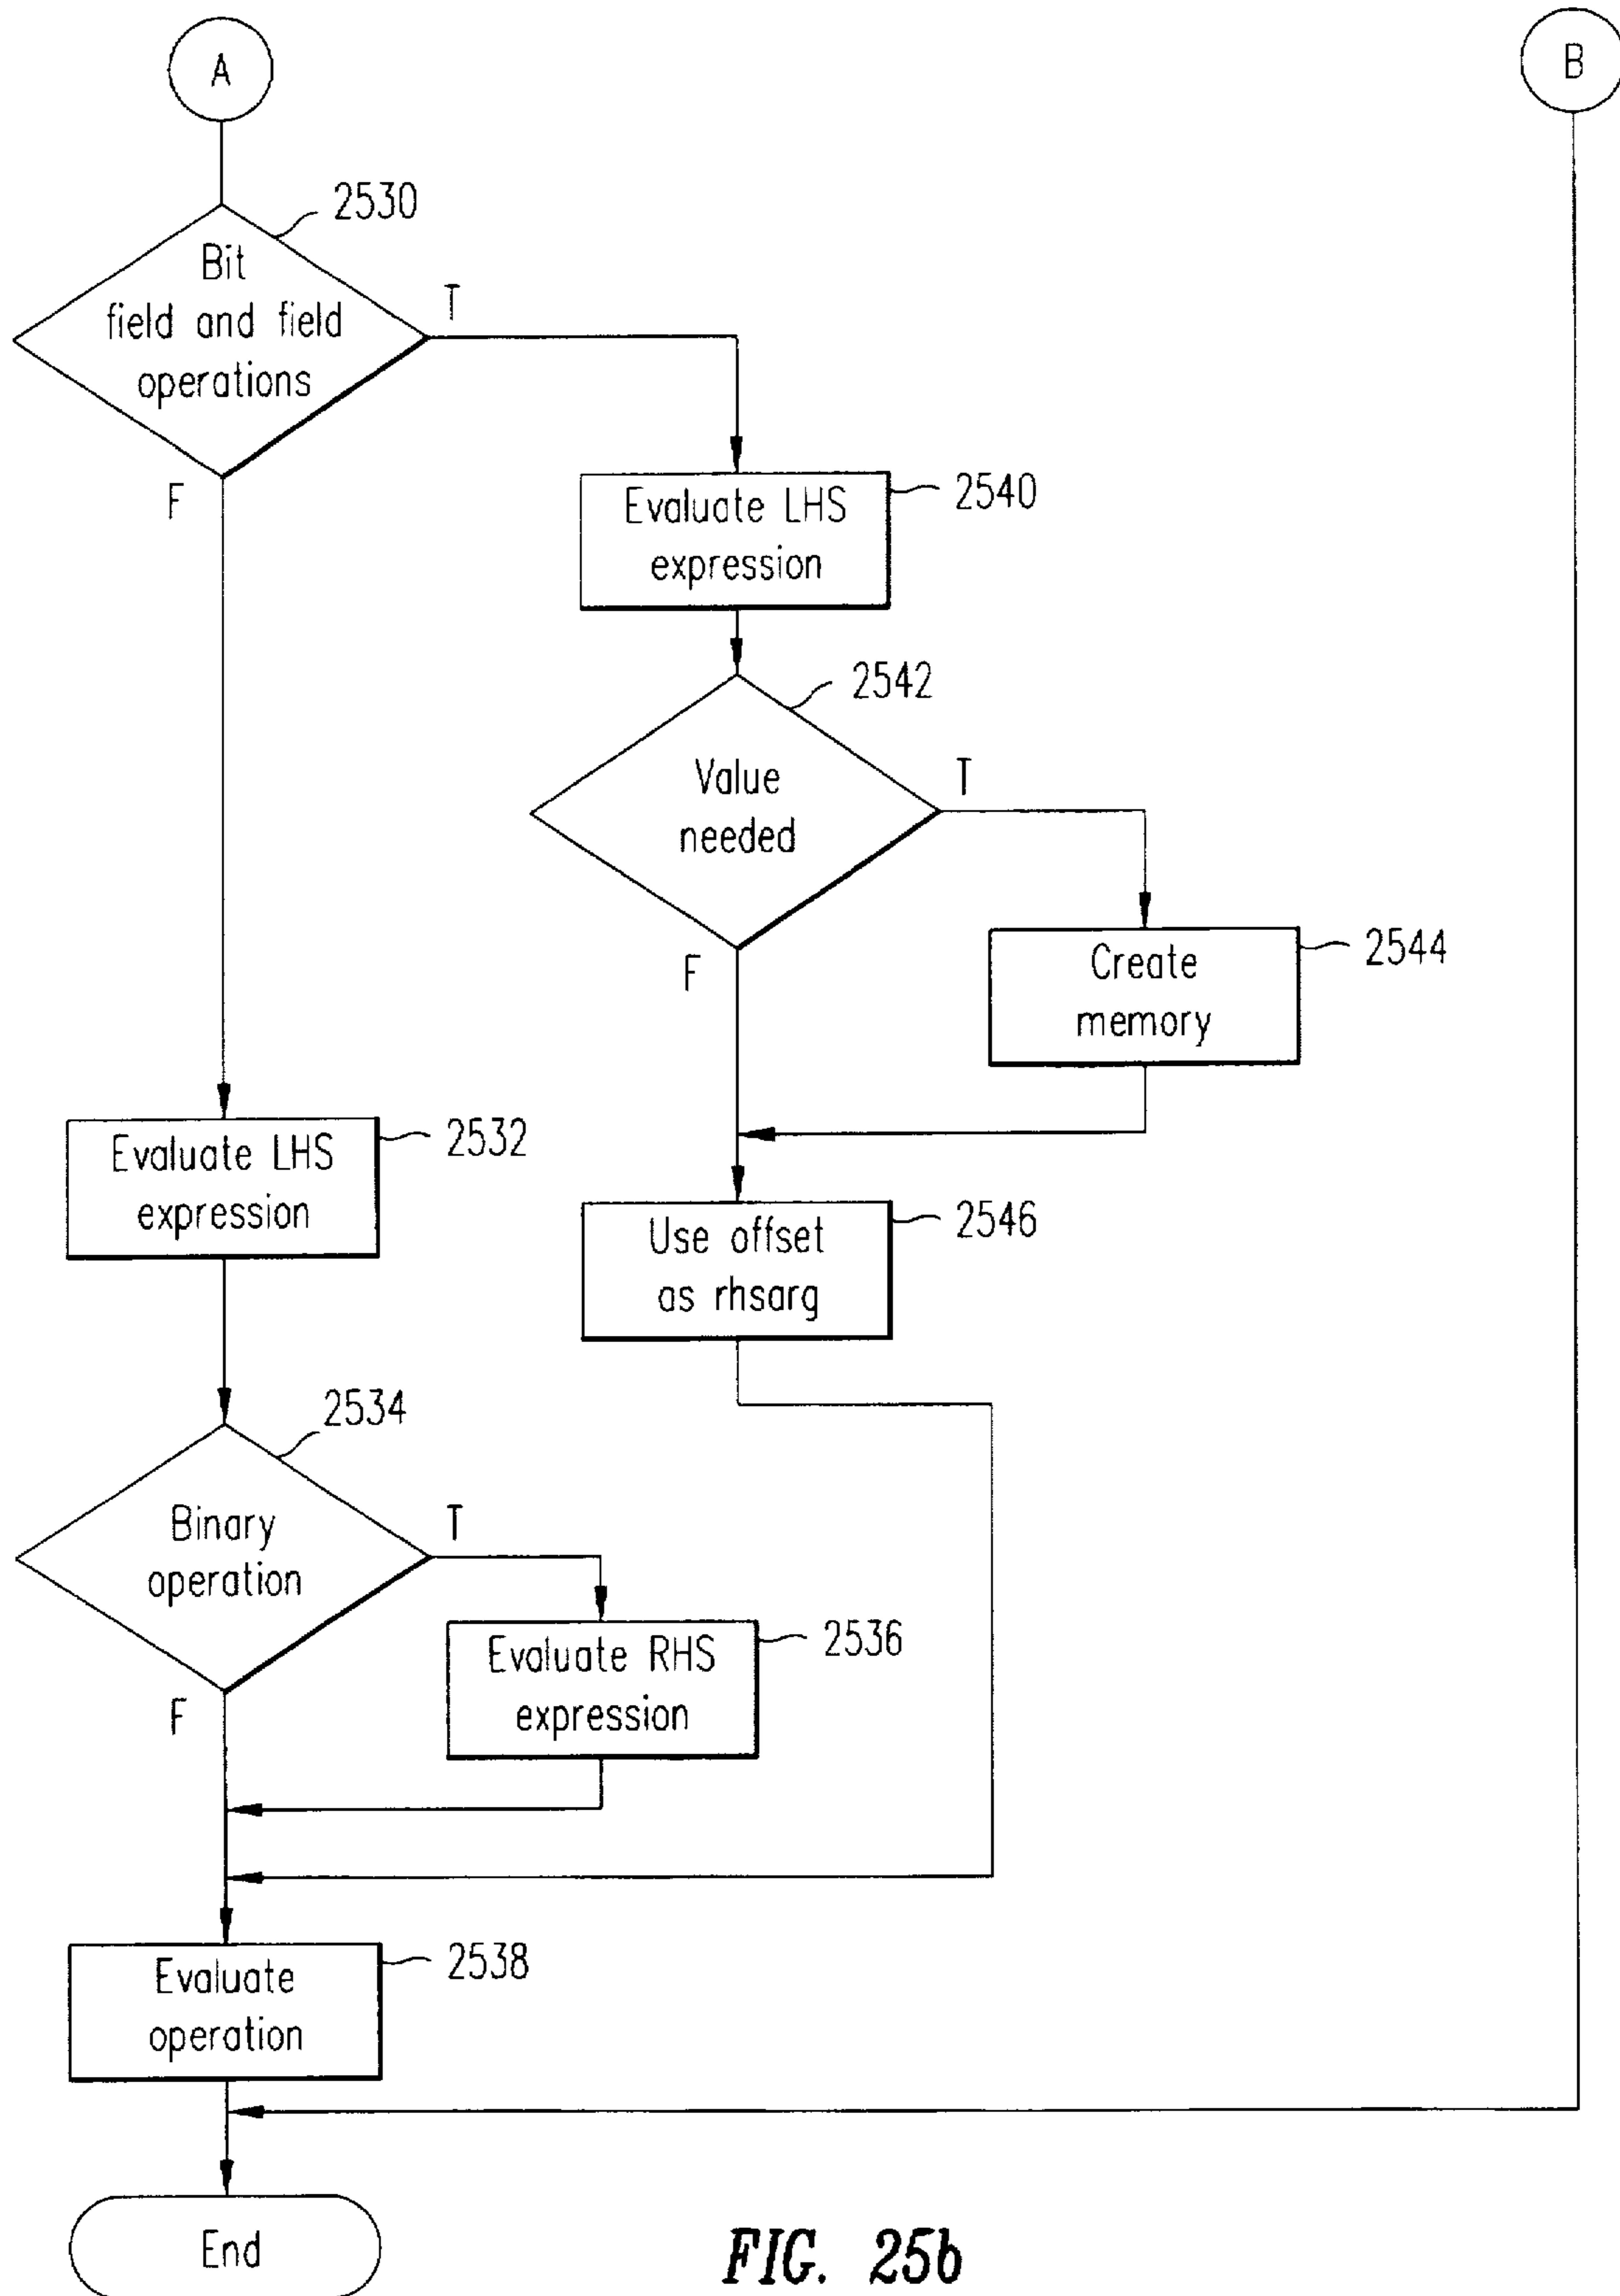 A
B
2530
Bit
field and field
operations
T
F
Evaluate LHS
expression
2540
2542
Value
needed
T
F
Create
memory
2544
Evaluate LHS
expression
2532
Use offset
as rhsarg
2546
2534
Binary
operation
T
F
Evaluate RHS
expression
2536
Evaluate
operation
2538
End
FIG. 25b